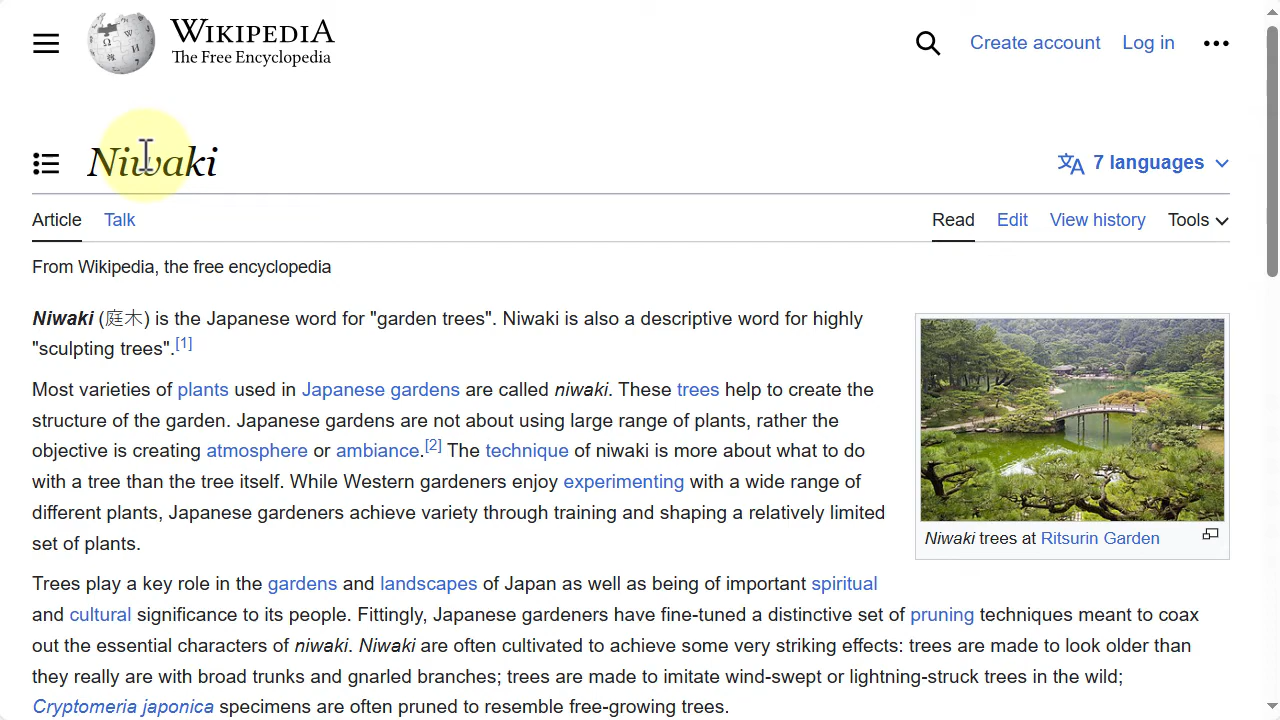 WIKIPEDIA
The Free Encyclopedia
Create account Log in
Niwaki
7 languages
Article Talk Read Edit View history Tools
From Wikipedia, the free encyclopedia
Niwaki (庭木) is the Japanese word for "garden trees". Niwaki is also a descriptive word for highly
"sculpting trees".[1]
Most varieties of plants used in Japanese gardens are called niwaki. These trees help to create the
structure of the garden. Japanese gardens are not about using large range of plants, rather the
objective is creating atmosphere or ambiance.[2] The technique of niwaki is more about what to do
with a tree than the tree itself. While Western gardeners enjoy experimenting with a wide range of
different plants, Japanese gardeners achieve variety through training and shaping a relatively limited
set of plants.
Niwaki trees at Ritsurin Garden
Trees play a key role in the gardens and landscapes of Japan as well as being of important spiritual
and cultural significance to its people. Fittingly, Japanese gardeners have fine-tuned a distinctive set of pruning techniques meant to coax
out the essential characters of niwaki. Niwaki are often cultivated to achieve some very striking effects: trees are made to look older than
they really are with broad trunks and gnarled branches; trees are made to imitate wind-swept or lightning-struck trees in the wild;
Cryptomeria japonica specimens are often pruned to resemble free-growing trees.